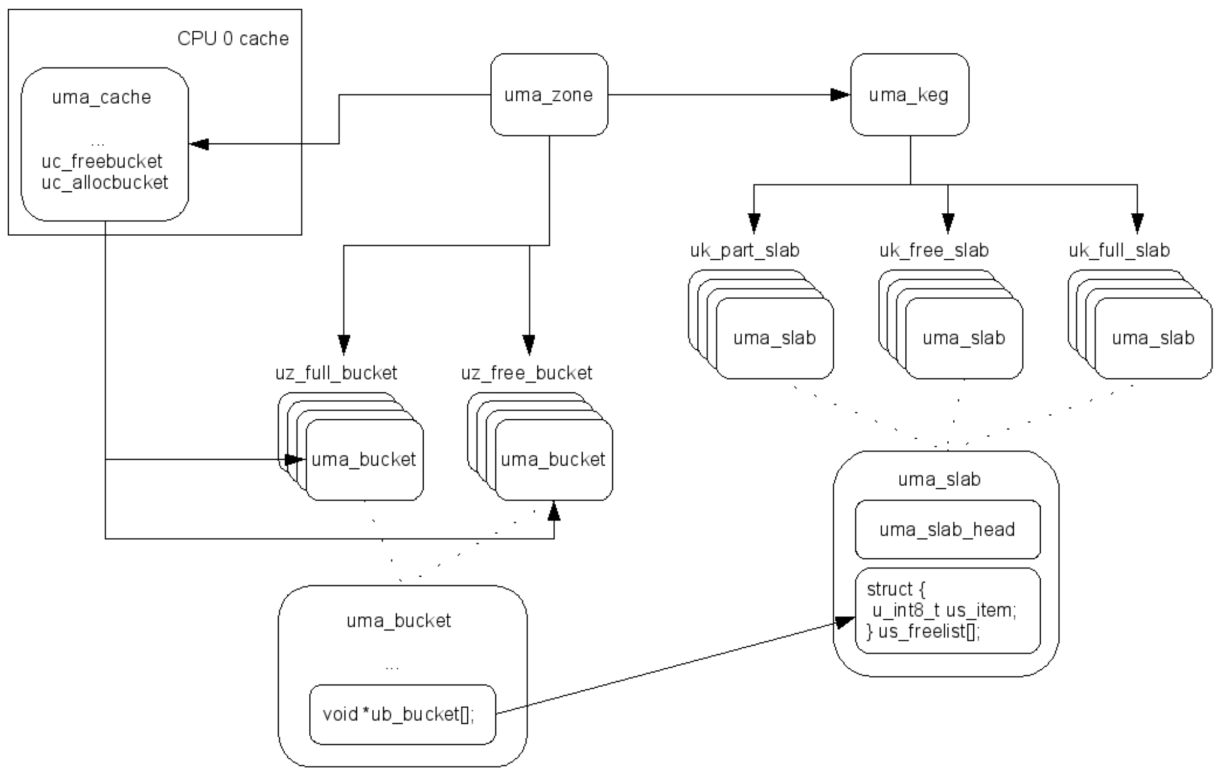 CPU 0 cache
uma_cache
...
uc_freebucket
uc_allocbucket
uma_zone
uma_keg
uk_part_slab
uk_free_slab
uk_full_slab
uma_slab
uma_slab
uma_slab
uz_full_bucket
uz_free_bucket
uma_bucket
uma_bucket
uma_slab
uma_slab_head
struct {
u_int8_t us_item;
} us_freelist[];
uma_bucket
...
void *ub_bucket[];